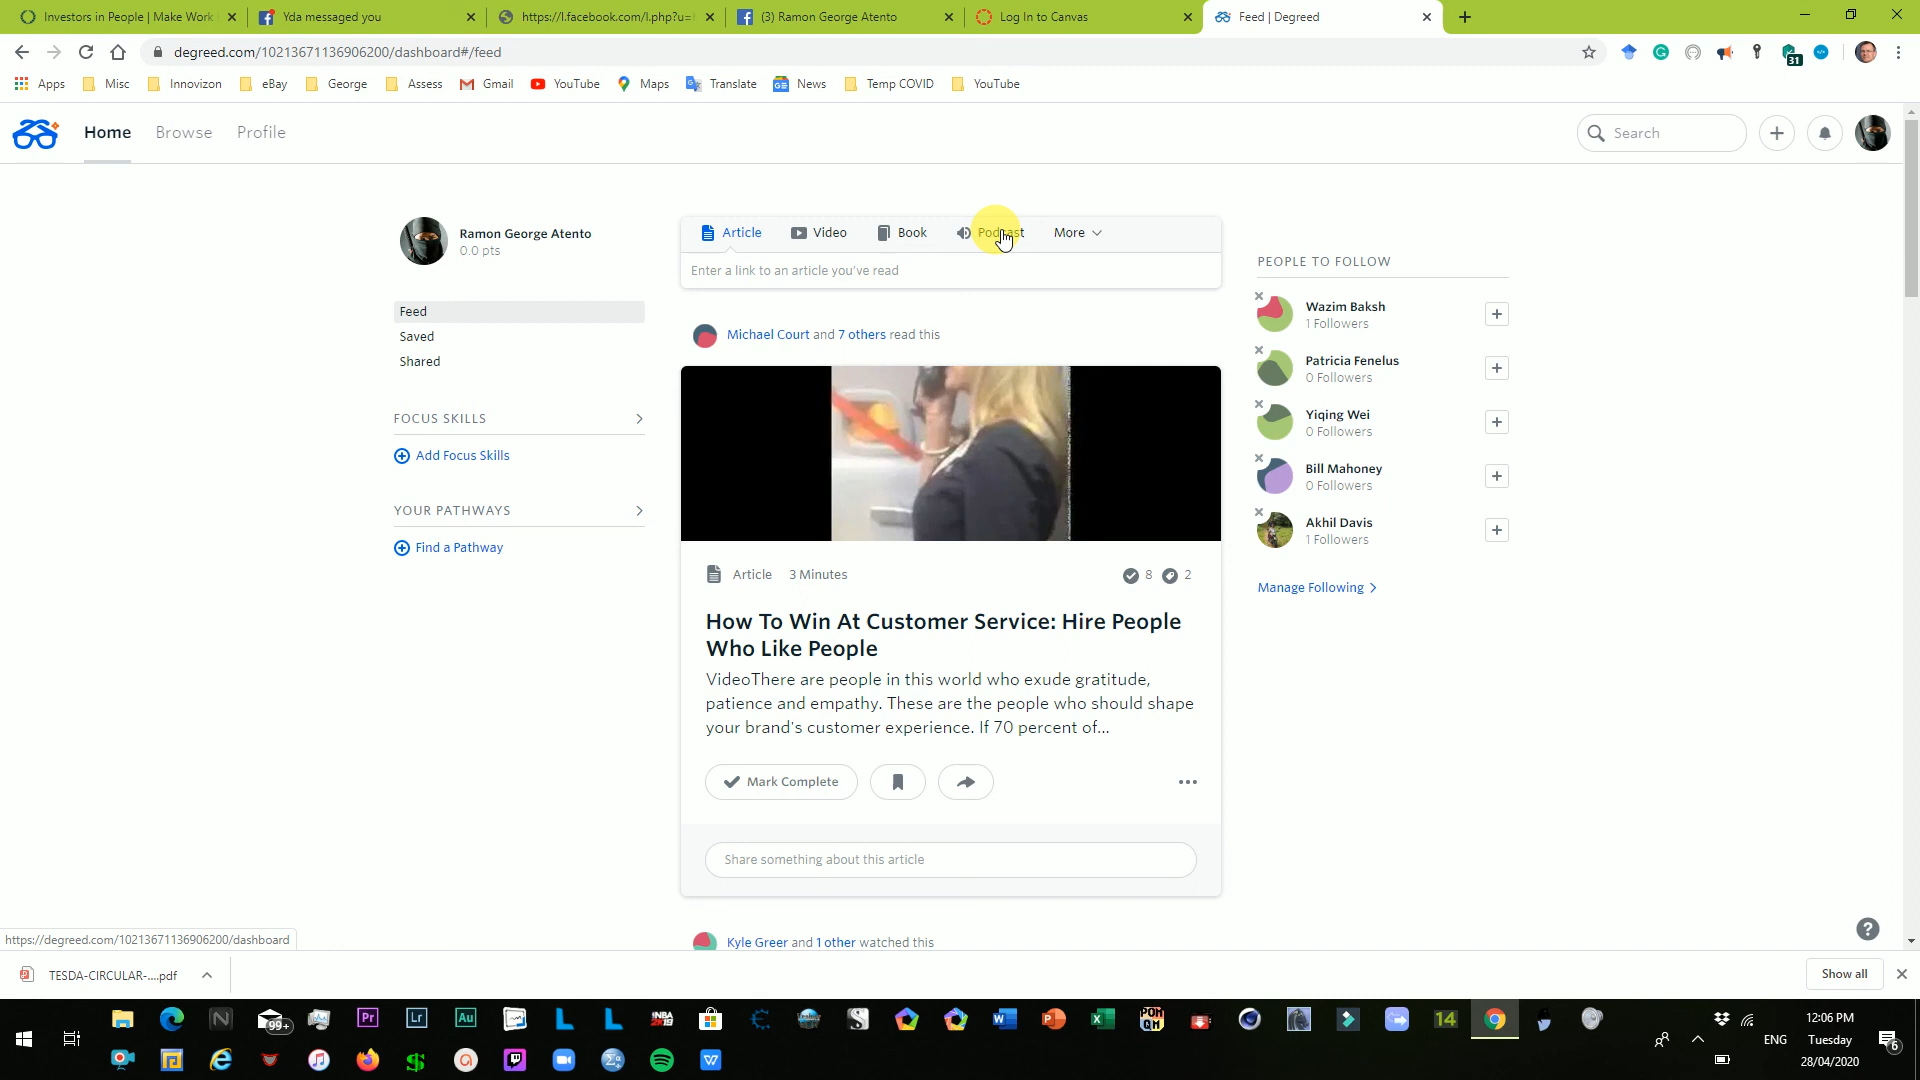 Investors in People | Make Work
Yda messaged you
https://l.facebook.com/l.php?u=
(3) Ramon George Atento
Log In to Canvas
Feed | Degreed
degreed.com/10213671136906200/dashboard#/feed
31
Apps
Misc
Innovizon
eBay
George
Assess
Gmail
YouTube
Maps
Translate
News
Temp COVID
YouTube
Home
Browse
Profile
Search
Ramon George Atento
0.0 pts
Feed
Saved
Shared
FOCUS SKILLS
Add Focus Skills
YOUR PATHWAYS
Find a Pathway
Article
Video
Book
Podcast
More
Enter a link to an article you've read
Michael Court and 7 others read this
Article 3 Minutes
8
2
How To Win At Customer Service: Hire People
Who Like People
VideoThere are people in this world who exude gratitude,
patience and empathy. These are the people who should shape
your brand's customer experience. If 70 percent of...
Mark Complete
Share something about this article
Kyle Greer and 1 other watched this
PEOPLE TO FOLLOW
Wazim Baksh
1 Followers
Patricia Fenelus
0 Followers
Yiqing Wei
0 Followers
Bill Mahoney
0 Followers
Akhil Davis
1 Followers
Manage Following
https://degreed.com/10213671136906200/dashboard
TESDA-CIRCULAR-....pdf
Show all
99+
Pr
Lr
Au
14
ENG
12:06 PM
Tuesday
28/04/2020
6